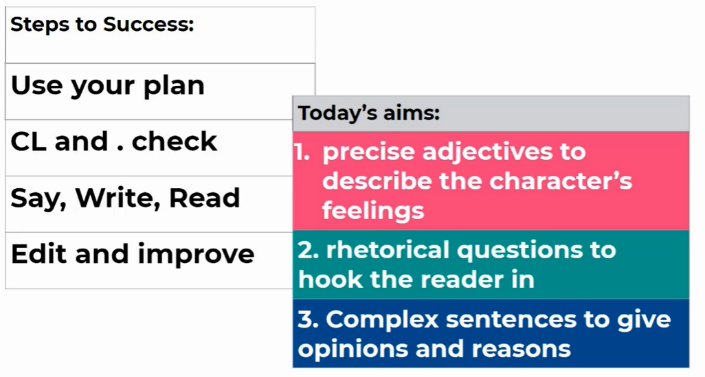 Steps to Success:
Use your plan
CL and . check
Say, Write, Read
Edit and improve
Today’s aims:
1. precise adjectives to
describe the character’s
feelings
2. rhetorical questions to
hook the reader in
3. Complex sentences to give
opinions and reasons